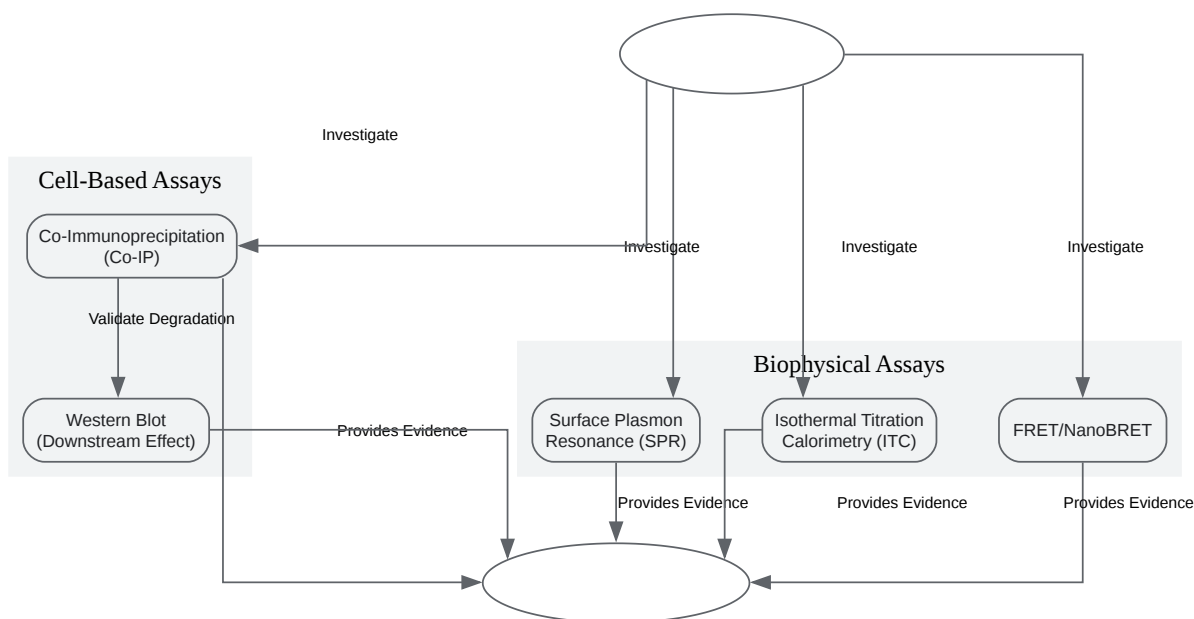 Investigate
Cell-Based Assays
Co-Immunoprecipitation
(Co-IP)
Investigate
Investigate
Investigate
Validate Degradation
Biophysical Assays
Western Blot
(Downstream Effect)
Provides Evidence
Surface Plasmon
Resonance (SPR)
Isothermal Titration
Calorimetry (ITC)
FRET/NanoBRET
Provides Evidence
Provides Evidence
Provides Evidence